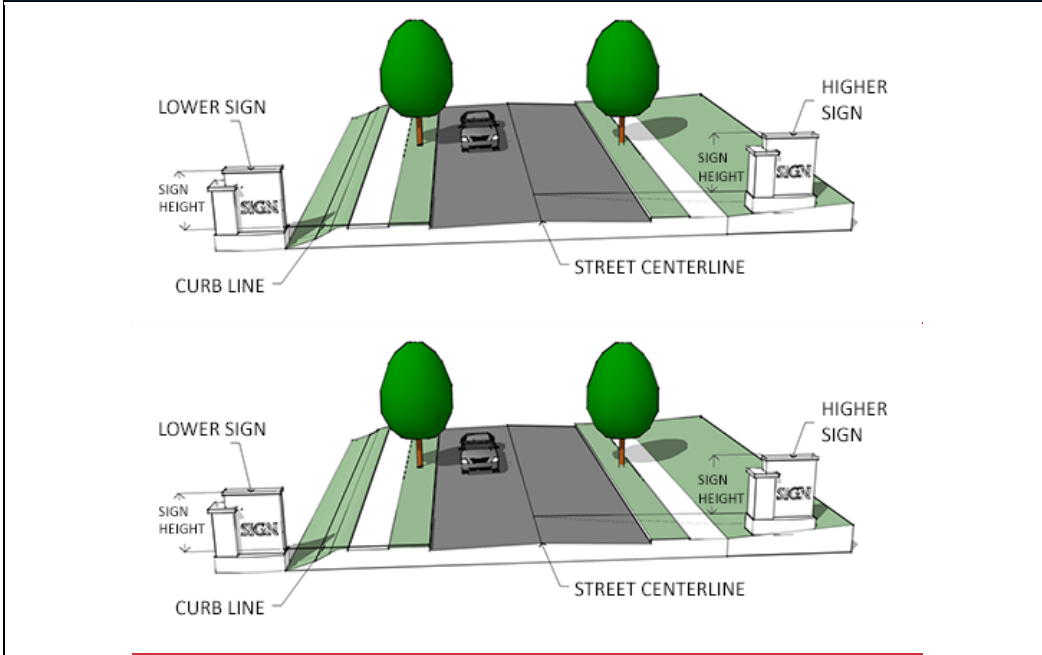 HIGHER
SIGN
LOWER SIGN
SIGN
HEIGHT
SIGN
SIGN
HEIGHT
SIGN
STREET CENTERLINE
CURB LINE
HIGHER
SIGN
LOWER SIGN
SIGN
HEIGHT
SIGN
SIGN
HEIGHT
SIGN
STREET CENTERLINE
CURB LINE